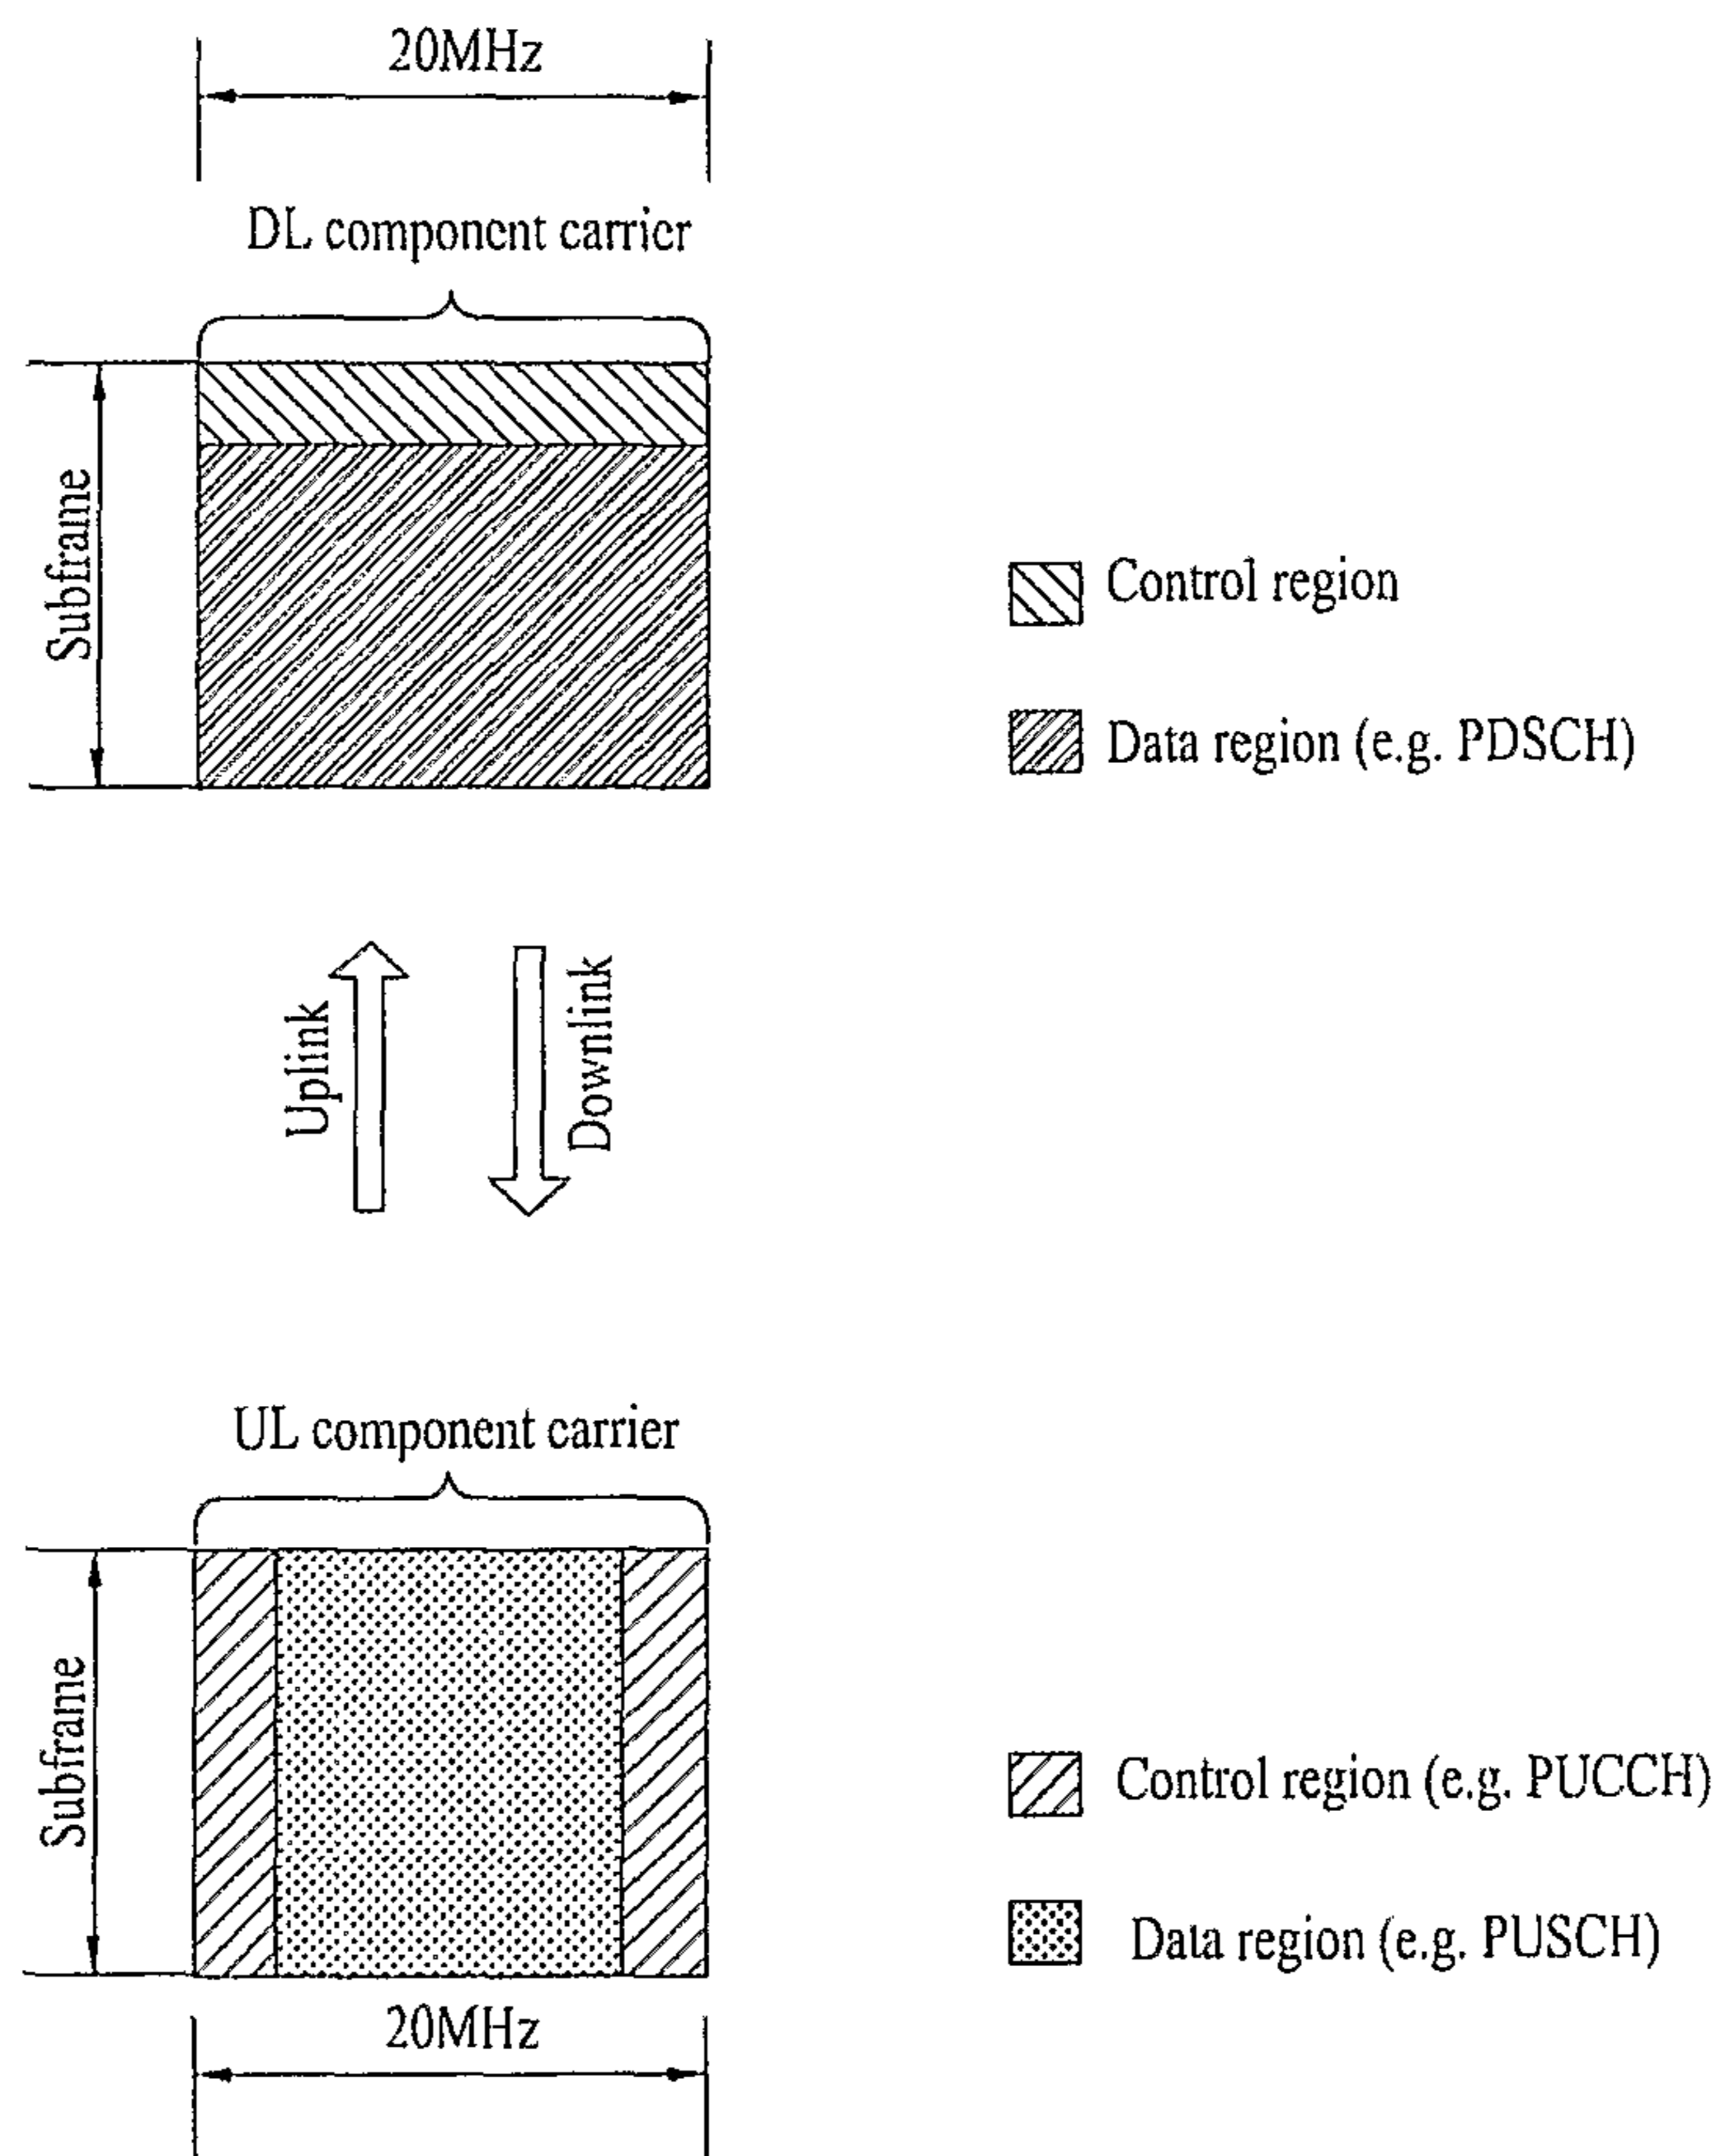 20MHz
DL component carrier
Subframe
Control region
Data region (e.g. PDSCH)
Uplink
Downlink
UL component carrier
Subframe
Control region (e.g. PUCCH)
Data region (e.g. PUSCH)
20MHz